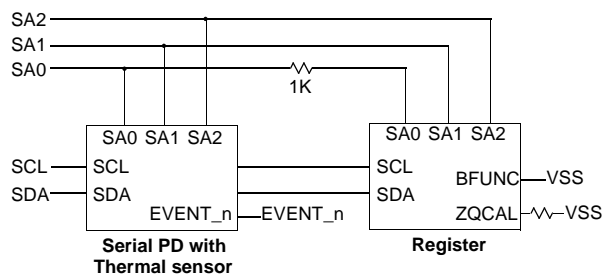 SA2
SA1
SA0
1K
SA0 SA1 SA2
SA0 SA1 SA2
SCL
SCL
SCL
SDA
SDA
SDA
BFUNC
VSS
EVENT_n
EVENT_n
ZQCAL
VSS
Serial PD with
Thermal sensor
Register